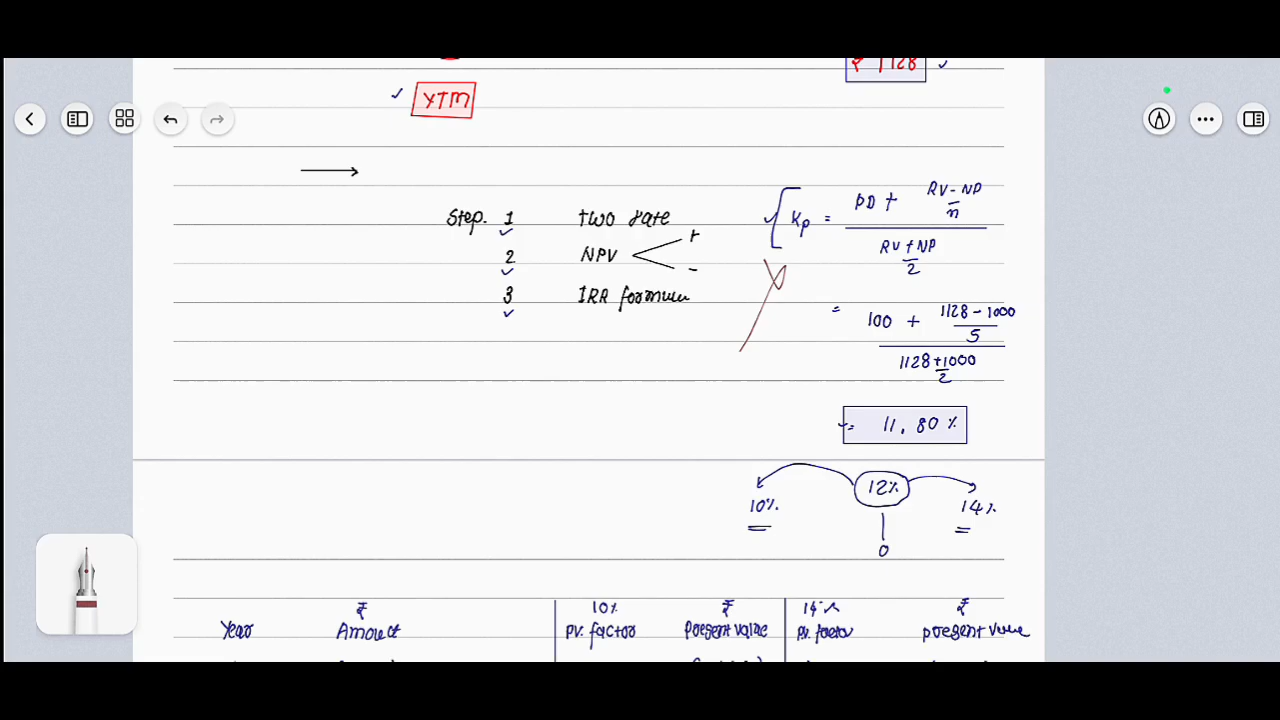 ₹ 1128
YTM
Step. 1 Two rate
2 NPV + -
3 IRR formula
Kp = PD + RV - NP / n
RV + NP / 2
= 100 + 1128 - 1000 / 5
1128 + 1000 / 2
= 11.80 %
12%
10% 14%
0
₹ 10% ₹ 14% ₹
Year Amount PV. factor Present value PV. factor present value